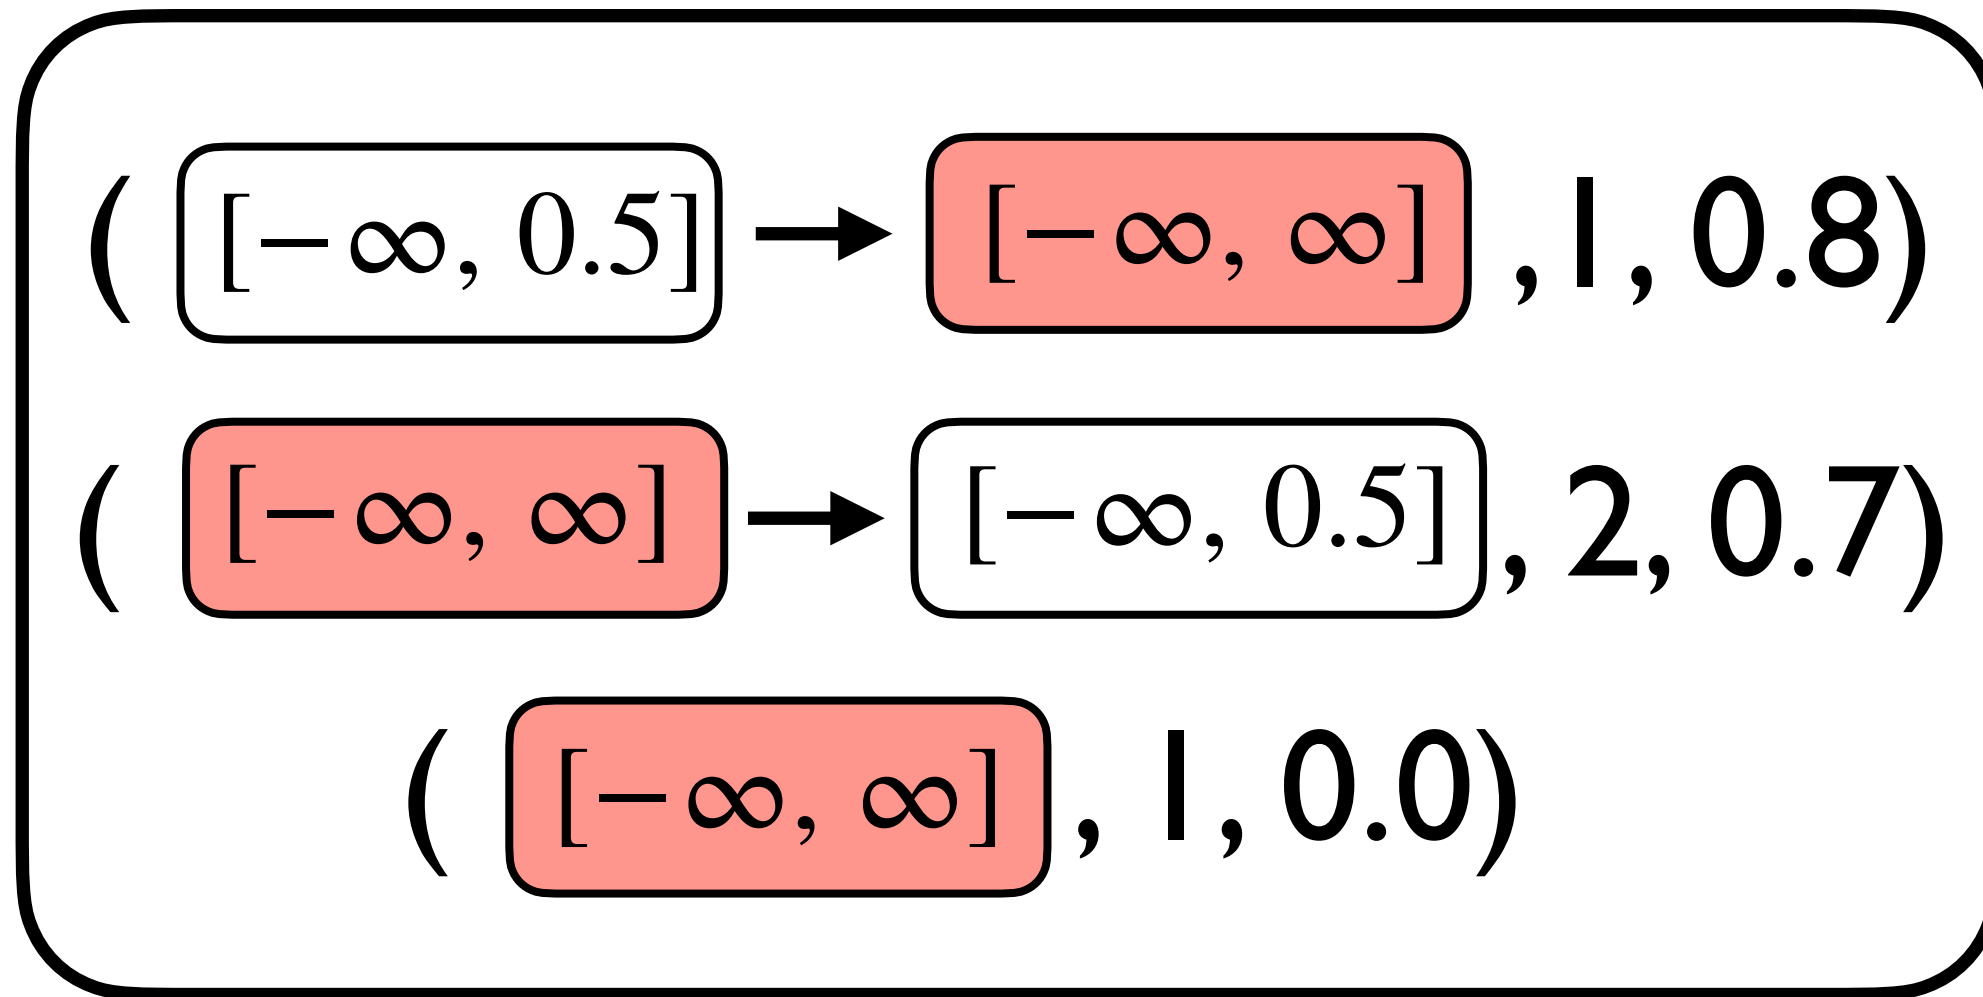 ( [−∞, 0.5] → [−∞, ∞] , 1, 0.8)
( [−∞, ∞] → [−∞, 0.5] , 2, 0.7)
( [−∞, ∞] , 1, 0.0)